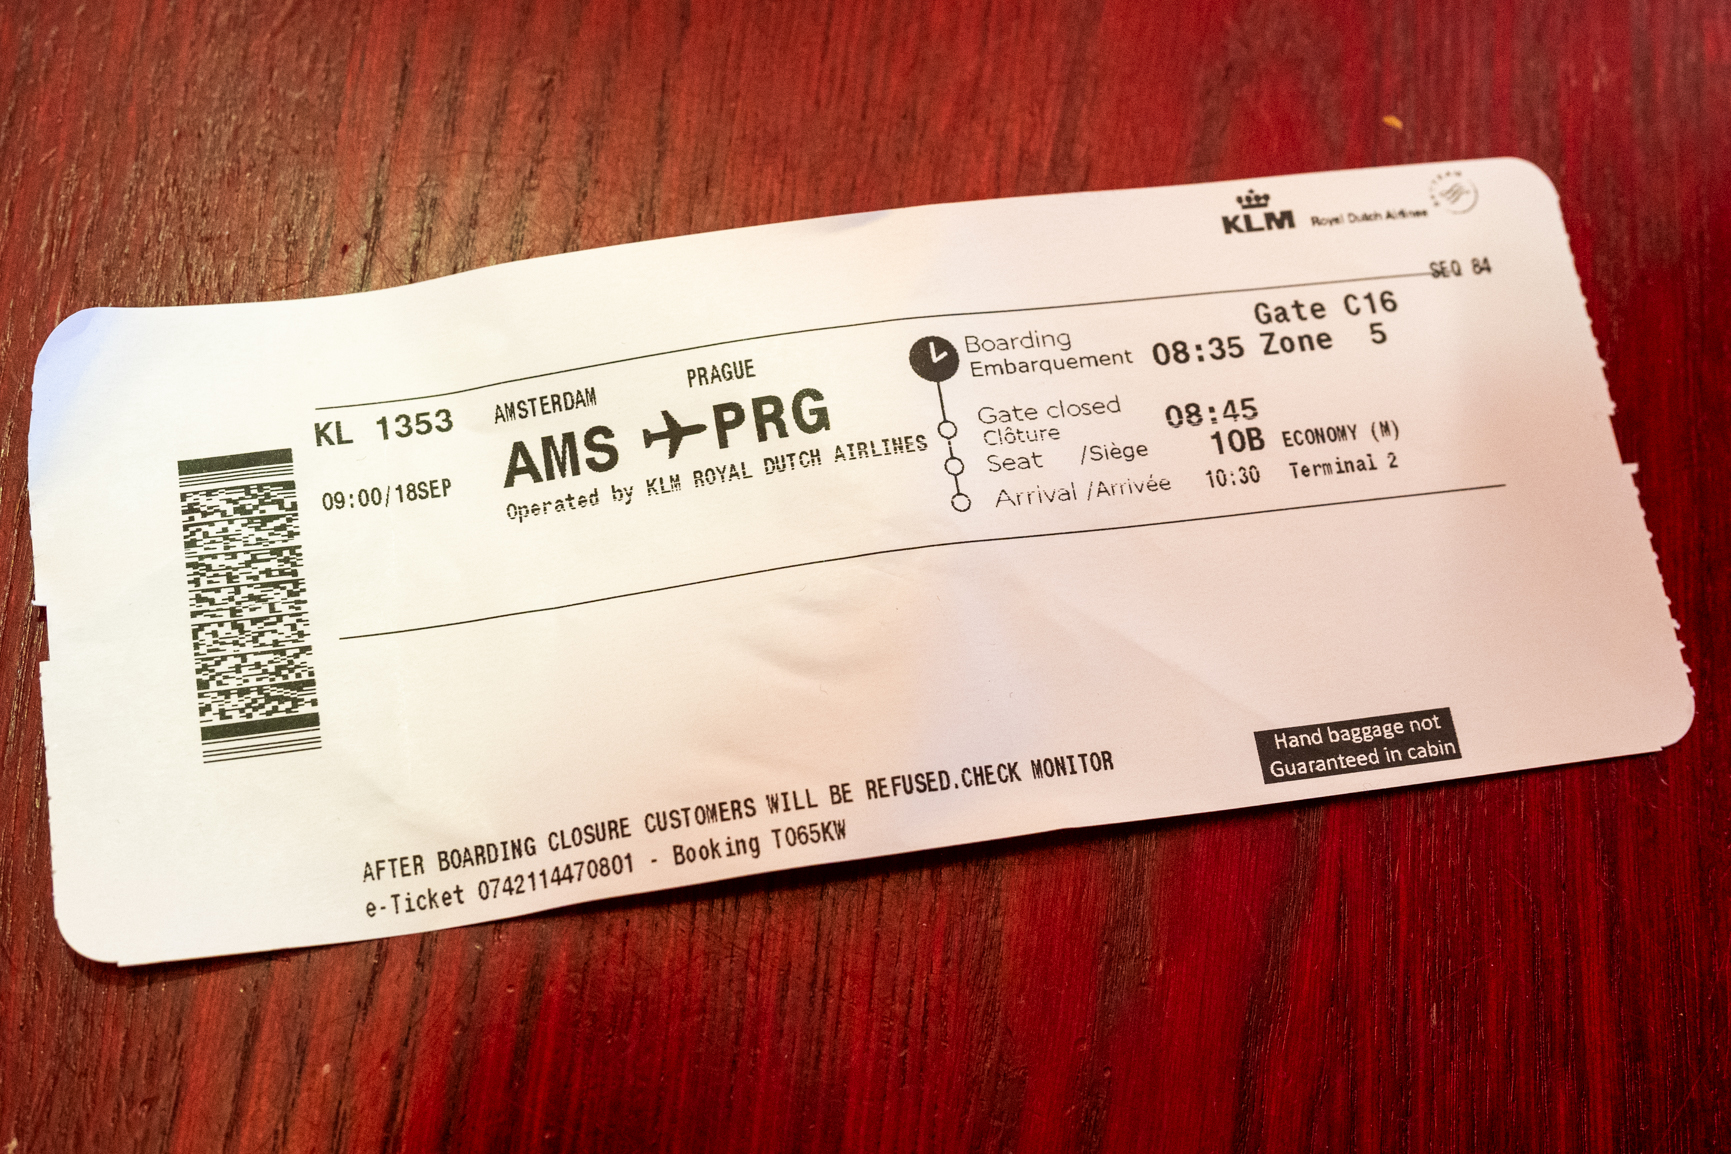 KLM Royal Dutch Airlines
SEQ 84
Gate C16
Boarding
Embarquement 08:35 Zone 5
KL 1353
AMSTERDAM PRAGUE
AMS PRG
09:00/18SEP
Operated by KLM ROYAL DUTCH AIRLINES
Gate closed 08:45
Clôture
Seat /Siège 10B ECONOMY (M)
Arrival /Arrivée 10:30 Terminal 2
Hand baggage not
Guaranteed in cabin
AFTER BOARDING CLOSURE CUSTOMERS WILL BE REFUSED.CHECK MONITOR
e-Ticket 0742114470801 - Booking TO65KW